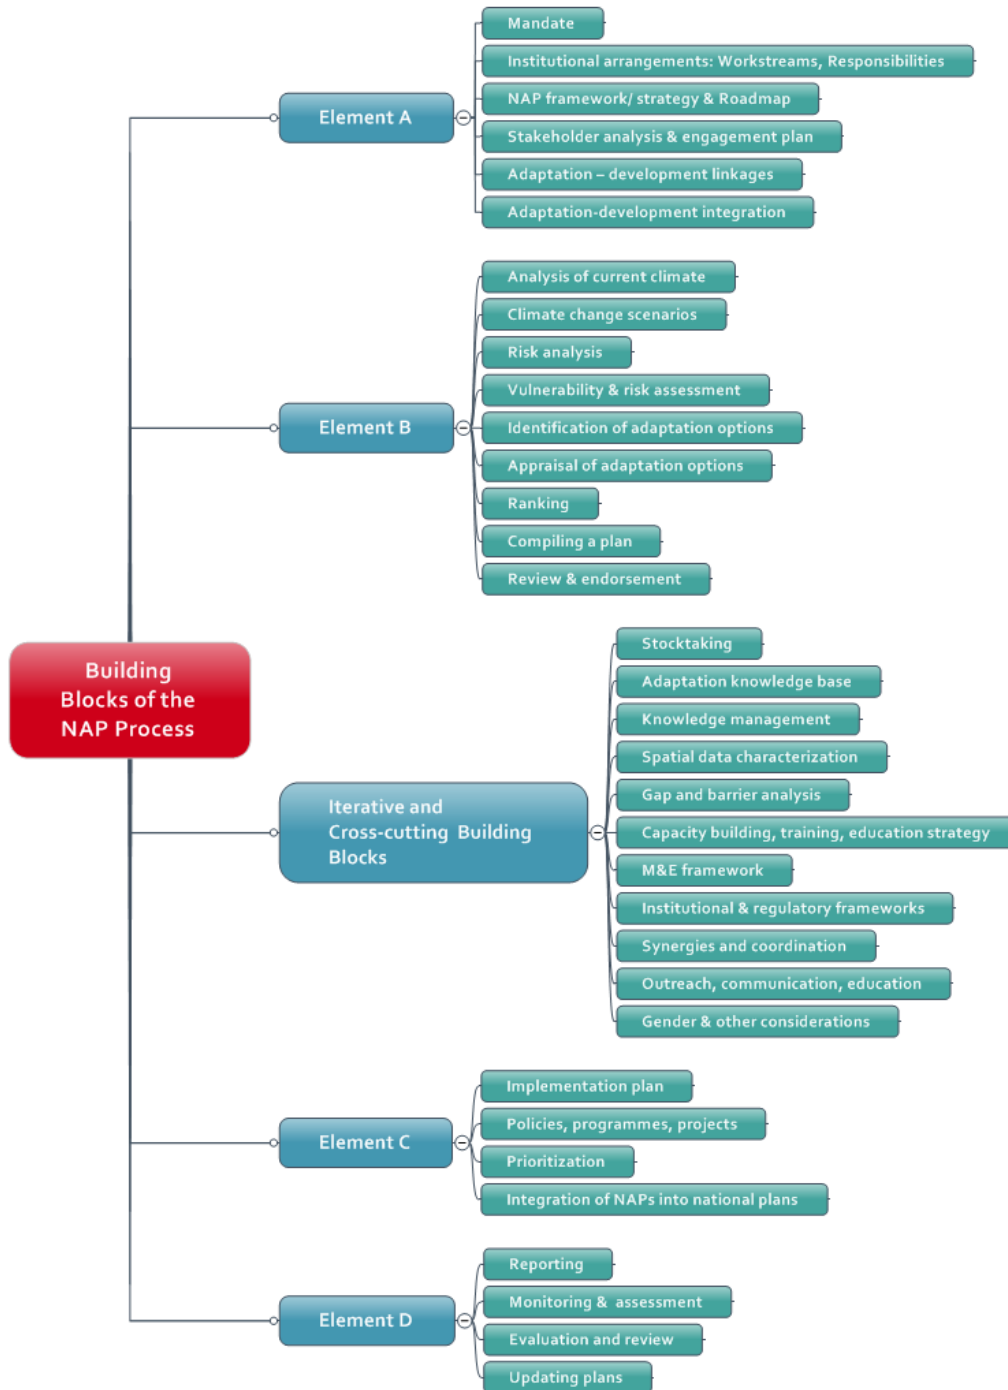 Building
Blocks of the
NAP Process
Element A
Mandate
Institutional arrangements: Workstreams, Responsibilities
NAP framework/ strategy & Roadmap
Stakeholder analysis & engagement plan
Adaptation – development linkages
Adaptation-development integration
Element B
Analysis of current climate
Climate change scenarios
Risk analysis
Vulnerability & risk assessment
Identification of adaptation options
Appraisal of adaptation options
Ranking
Compiling a plan
Review & endorsement
Iterative and
Cross-cutting Building
Blocks
Stocktaking
Adaptation knowledge base
Knowledge management
Spatial data characterization
Gap and barrier analysis
Capacity building, training, education strategy
M&E framework
Institutional & regulatory frameworks
Synergies and coordination
Outreach, communication, education
Gender & other considerations
Element C
Implementation plan
Policies, programmes, projects
Prioritization
Integration of NAPs into national plans
Element D
Reporting
Monitoring & assessment
Evaluation and review
Updating plans